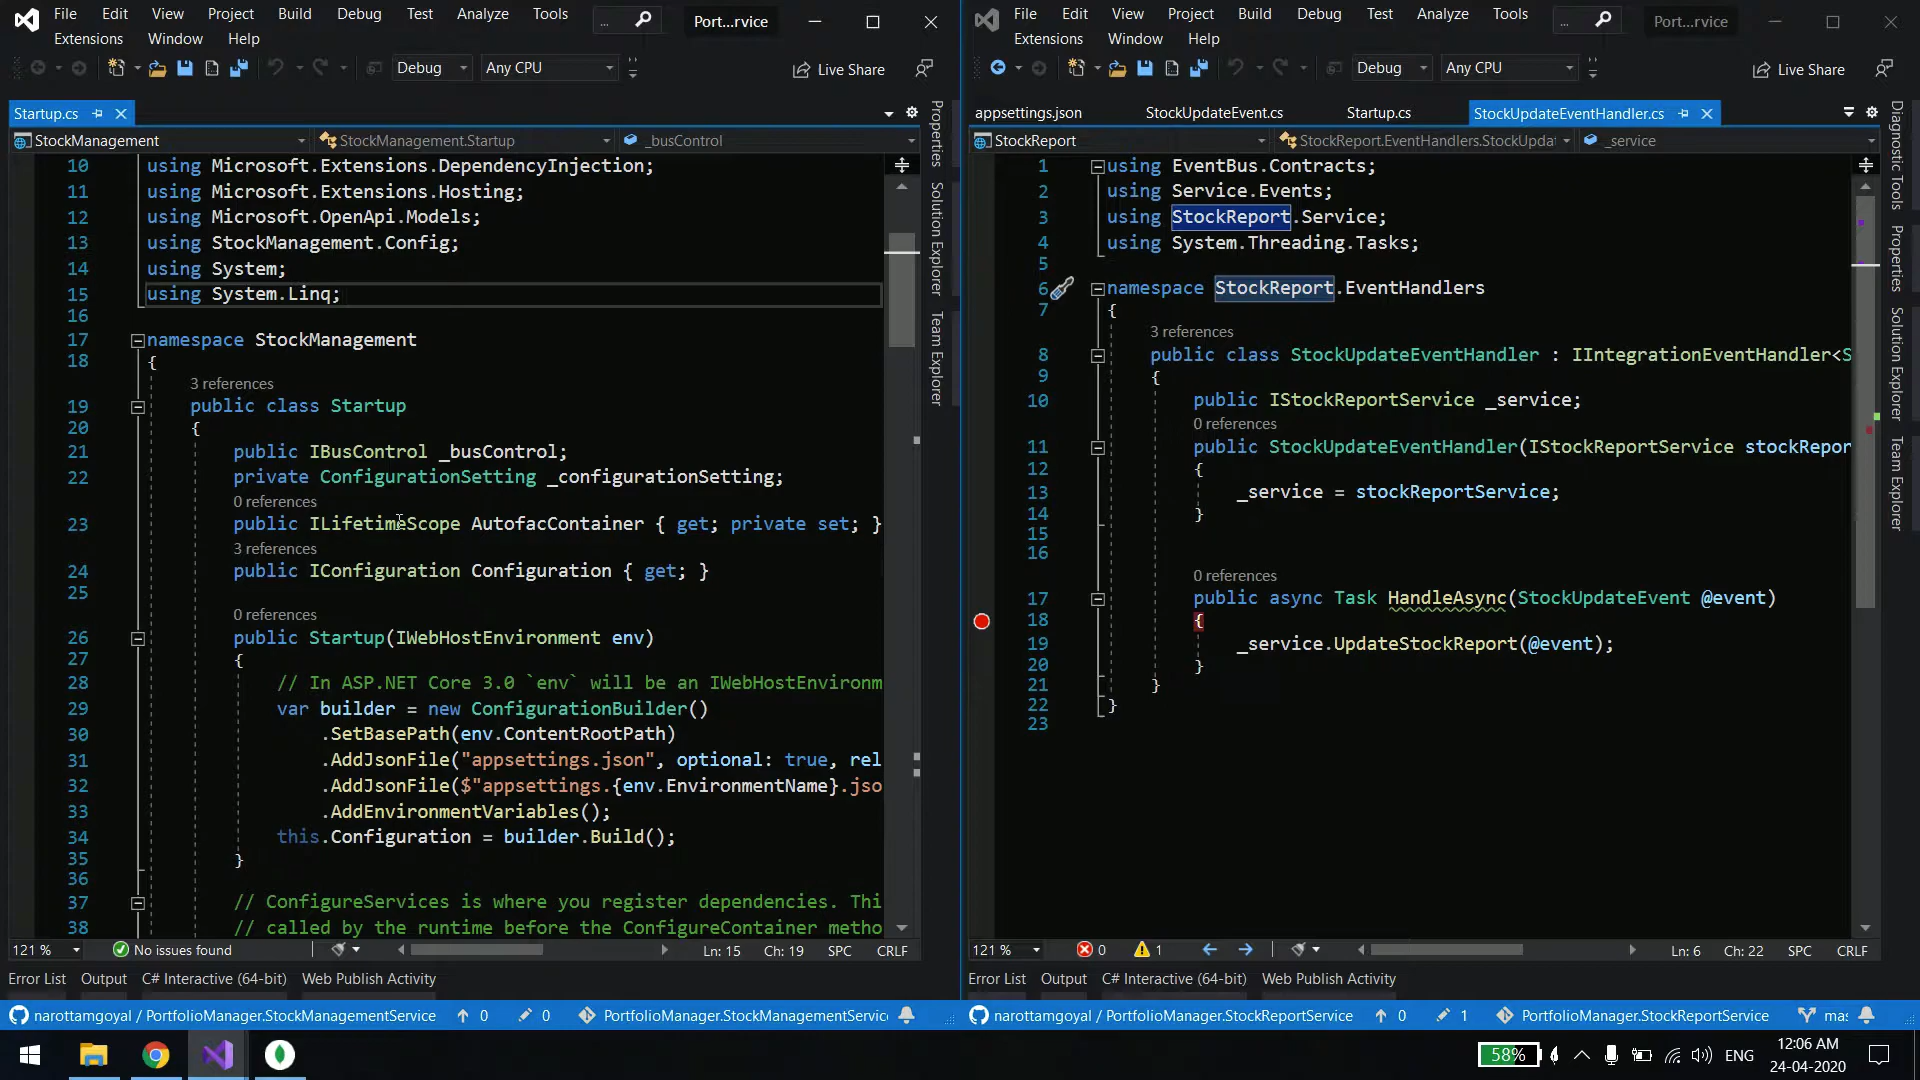 File Edit View Project Build Debug Test Analyze Tools ... Port...rvice
Extensions Window Help
Debug Any CPU Live Share
Startup.cs
StockManagement StockManagement.Startup _busControl
10 using Microsoft.Extensions.DependencyInjection;
11 using Microsoft.Extensions.Hosting;
12 using Microsoft.OpenApi.Models;
13 using StockManagement.Config;
14 using System;
15 using System.Linq;
16
17 namespace StockManagement
18 {
3 references
19 public class Startup
20 {
21 public IBusControl _busControl;
22 private ConfigurationSetting _configurationSetting;
0 references
23 public ILifetimeScope AutofacContainer { get; private set; }
3 references
24 public IConfiguration Configuration { get; }
25
0 references
26 public Startup(IWebHostEnvironment env)
27 {
28 // In ASP.NET Core 3.0 `env` will be an IWebHostEnvironm
29 var builder = new ConfigurationBuilder()
30 .SetBasePath(env.ContentRootPath)
31 .AddJsonFile("appsettings.json", optional: true, rel
32 .AddJsonFile($"appsettings.{env.EnvironmentName}.jso
33 .AddEnvironmentVariables();
34 this.Configuration = builder.Build();
35 }
36
37 // ConfigureServices is where you register dependencies. Thi
38 // called by the runtime before the ConfigureContainer metho
121 % No issues found Ln: 15 Ch: 19 SPC CRLF
Error List Output C# Interactive (64-bit) Web Publish Activity
narottamgoyal / PortfolioManager.StockManagementService 0 0 PortfolioManager.StockManagementServic
Properties
Solution Explorer
Team Explorer
File Edit View Project Build Debug Test Analyze Tools ... Port...rvice
Extensions Window Help
Debug Any CPU Live Share
appsettings.json StockUpdateEvent.cs Startup.cs StockUpdateEventHandler.cs
StockReport StockReport.EventHandlers.StockUpdat _service
1 using EventBus.Contracts;
2 using Service.Events;
3 using StockReport.Service;
4 using System.Threading.Tasks;
5
6 namespace StockReport.EventHandlers
7 {
3 references
8 public class StockUpdateEventHandler : IIntegrationEventHandler<S
9 {
10 public IStockReportService _service;
0 references
11 public StockUpdateEventHandler(IStockReportService stockRepor
12 {
13 _service = stockReportService;
14 }
15
16
0 references
17 public async Task HandleAsync(StockUpdateEvent @event)
18 {
19 _service.UpdateStockReport(@event);
20 }
21 }
22 }
23
121 % 0 1 Ln: 6 Ch: 22 SPC CRLF
Error List Output C# Interactive (64-bit) Web Publish Activity
narottamgoyal / PortfolioManager.StockReportService 0 1 PortfolioManager.StockReportService mas
Diagnostic Tools
Properties
Solution Explorer
Team Explorer
58% ENG 12:06 AM
24-04-2020